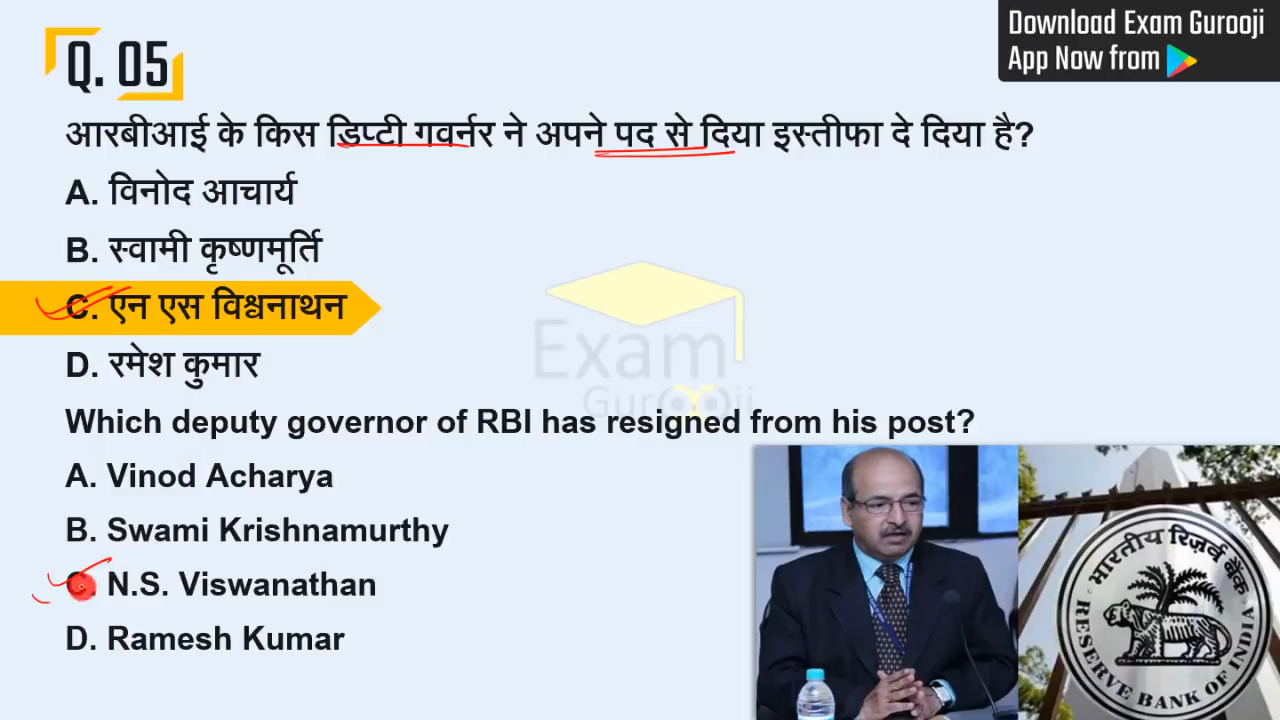 Download Exam Gurooji
App Now from
Q. 05
आरबीआई के किस डिप्टी गवर्नर ने अपने पद से दिया इस्तीफा दे दिया है?
A. विनोद आचार्य
B. स्वामी कृष्णमूर्ति
C. एन एस विश्वनाथन
D. रमेश कुमार
Exam
Gurooji
Which deputy governor of RBI has resigned from his post?
A. Vinod Acharya
B. Swami Krishnamurthy
C. N.S. Viswanathan
D. Ramesh Kumar
भारतीय रिज़र्व बैंक
RESERVE BANK OF INDIA